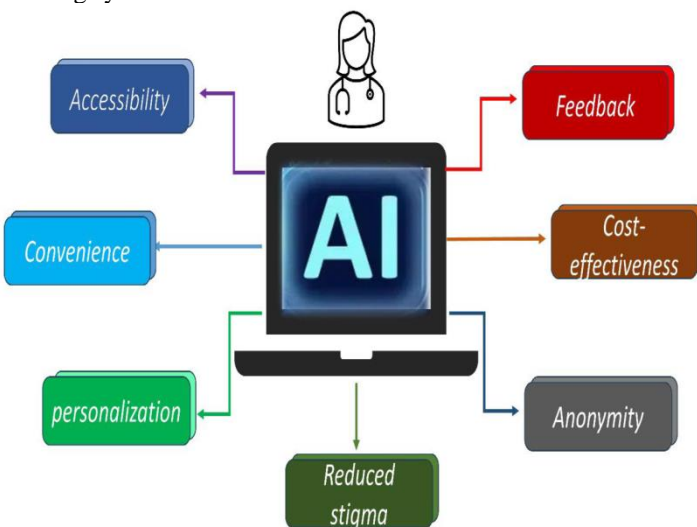 Accessibility
Feedback
AI
Convenience
Cost-
effectiveness
personalization
Anonymity
Reduced
stigma